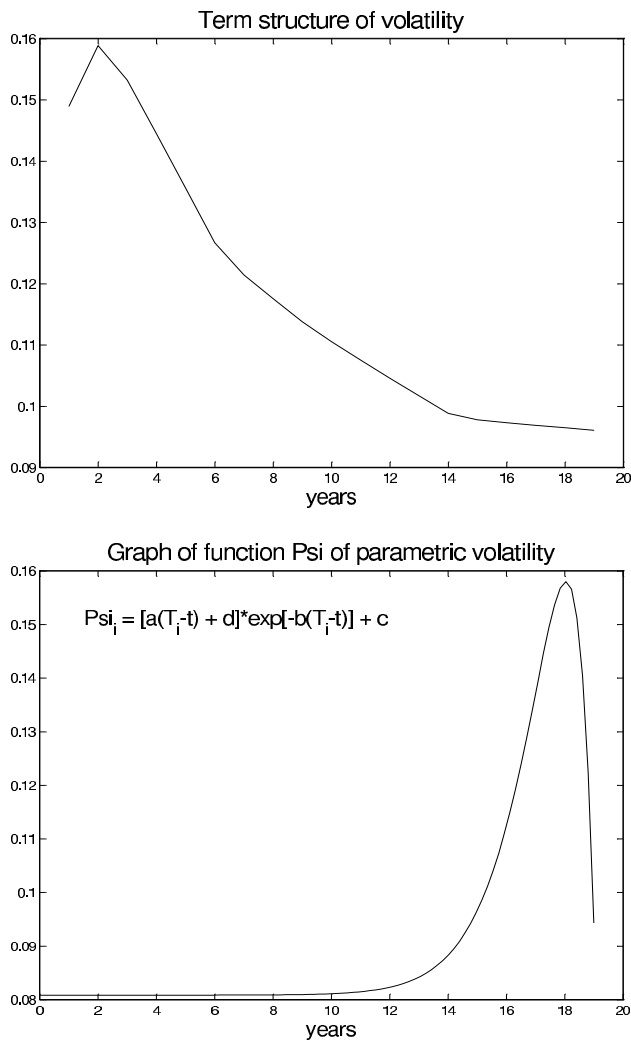 Term structure of volatility
0.16
0.15
0.14
0.13
0.12
0.11
0.1
0.09
0 2 4 6 8 10 12 14 16 18 20
years
Graph of function Psi of parametric volatility
0.16
Psi_i = [a(T_i-t) + d]*exp[-b(T_i-t)] + c
0.15
0.14
0.13
0.12
0.11
0.1
0.09
0.08
0 2 4 6 8 10 12 14 16 18 20
years